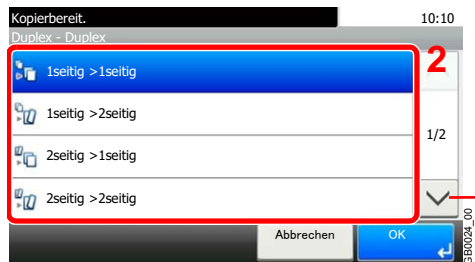 Kopierbereit. 10:10
Duplex - Duplex
2
1seitig >1seitig
1seitig >2seitig
1/2
2seitig >1seitig
2seitig >2seitig
Abbrechen OK
GB0024_00